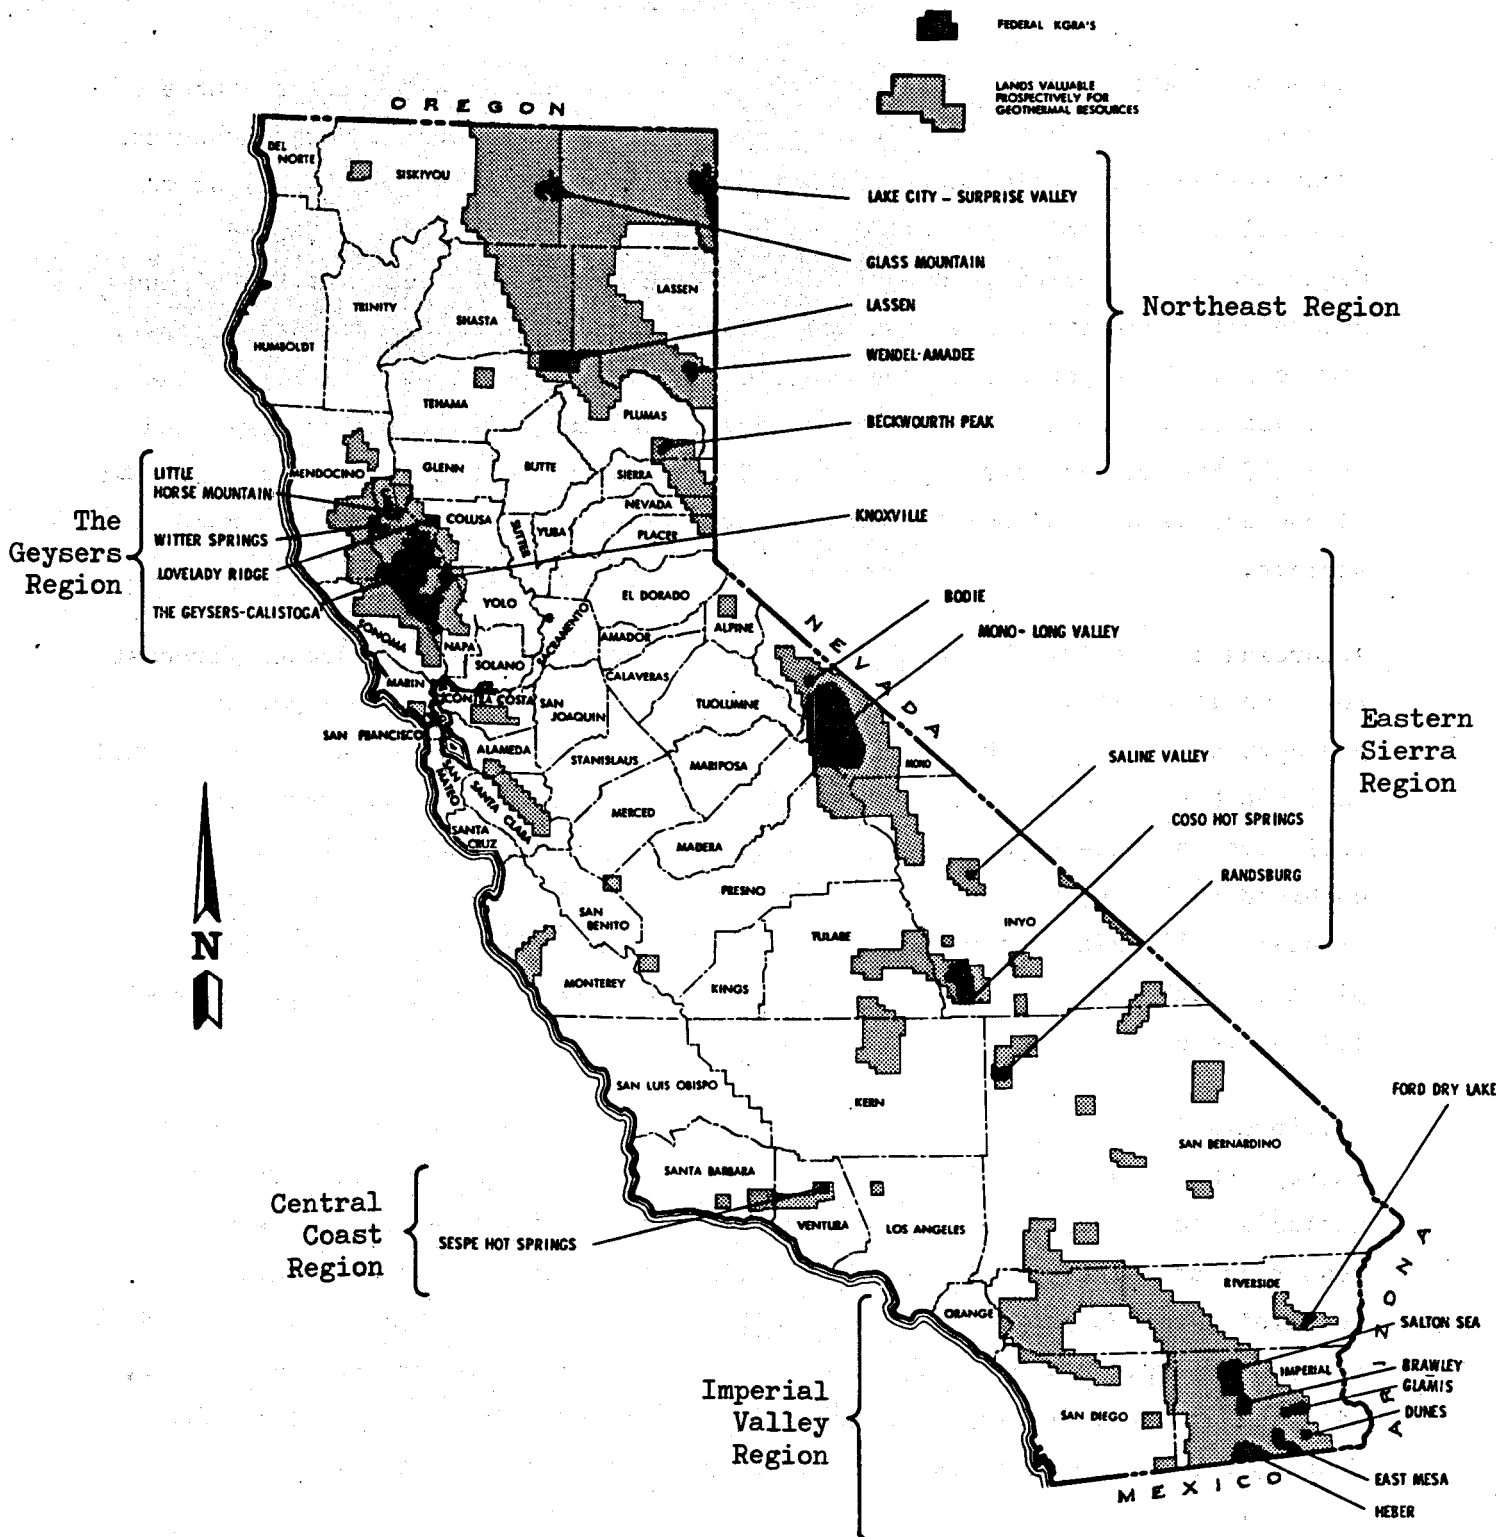 FEDERAL KGRA'S
LANDS VALUABLE
PROSPECTIVELY FOR
GEOTHERMAL RESOURCES
OREGON
DEL
NORTE
SISKIYOU
LAKE CITY - SURPRISE VALLEY
GLASS MOUNTAIN
LASSEN
TRINITY
SHASTA
LASSEN
Northeast Region
HUMBOLDT
WENDEL-AMADEE
TEHAMA
PLUMAS
BECKWOURTH PEAK
MENDOCINO
GLENN
BUTTE
SIERRA
LITTLE
HORSE MOUNTAIN
NEVADA
COLUSA
SUTTER
YUBA
PLACER
KNOXVILLE
The
Geysers
Region
WITTER SPRINGS
LOVELADY RIDGE
THE GEYSERS-CALISTOGA
YOLO
EL DORADO
BODIE
SONOMA
NAPA
SACRAMENTO
AMADOR
ALPINE
NEVADA
MONO- LONG VALLEY
SOLANO
MARIN
CALAVERAS
CONTRA COSTA
SAN
JOAQUIN
TUOLUMNE
SAN FRANCISCO
ALAMEDA
STANISLAUS
MARIPOSA
MONO
SALINE VALLEY
Eastern
Sierra
Region
SAN
MATEO
SANTA CLARA
MERCED
SANTA
CRUZ
MADERA
COSO HOT SPRINGS
RANDSBURG
FRESNO
SAN
BENITO
INYO
N
TULARE
MONTEREY
KINGS
SAN LUIS OBISPO
KERN
FORD DRY LAKE
SAN BERNARDINO
SANTA BARBARA
Central
Coast
Region
SESPE HOT SPRINGS
VENTURA
LOS ANGELES
ARIZONA
RIVERSIDE
ORANGE
SALTON SEA
IMPERIAL
BRAWLEY
GLAMIS
DUNES
Imperial
Valley
Region
SAN DIEGO
MEXICO
EAST MESA
HEBER